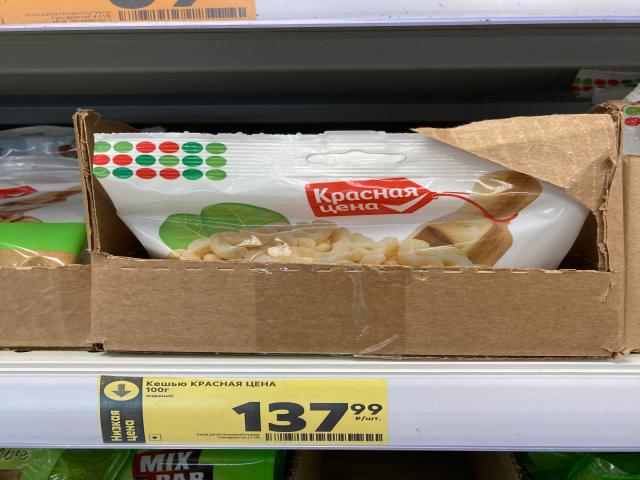 Красная
цена
Низкая
цена
Кешью КРАСНАЯ ЦЕНА
100г
жареный
137 99
₽/шт.
MIX
BAR